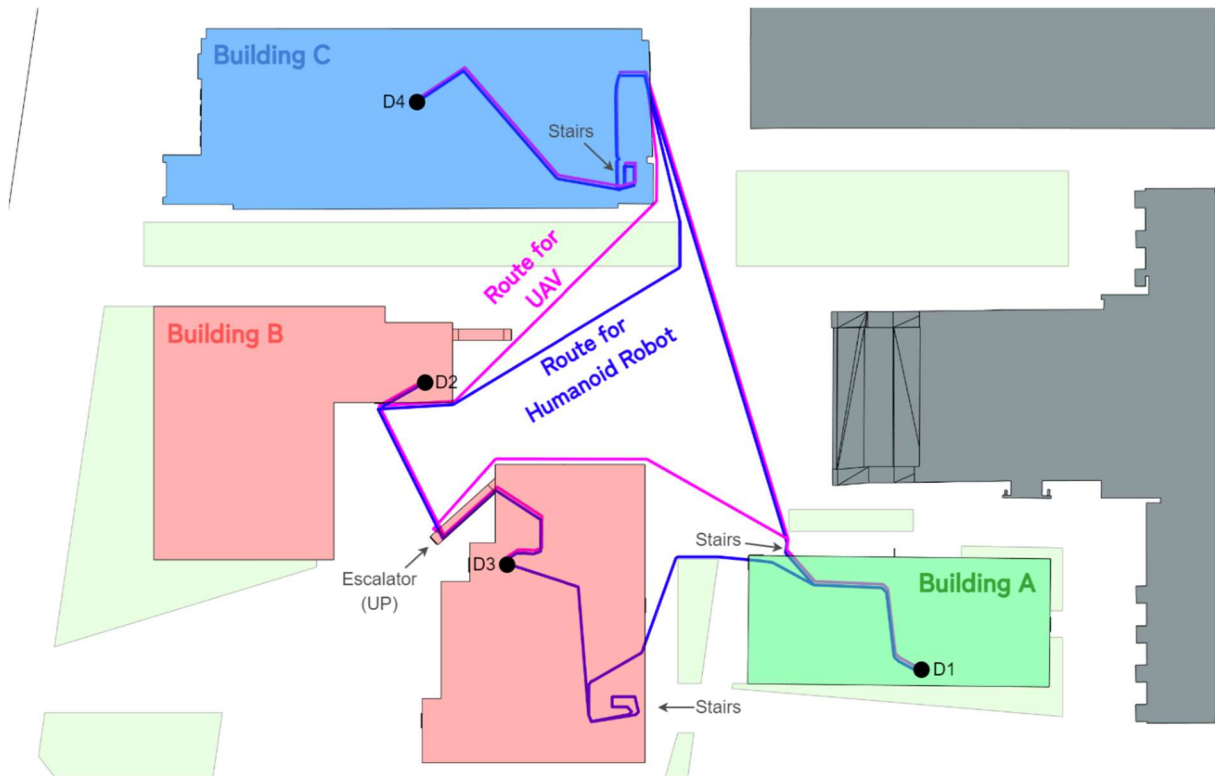 Building C
D4
Stairs
Route for
UAV
Route for
Humanoid Robot
Building B
D2
Stairs
D3
Escalator
(UP)
Building A
D1
Stairs